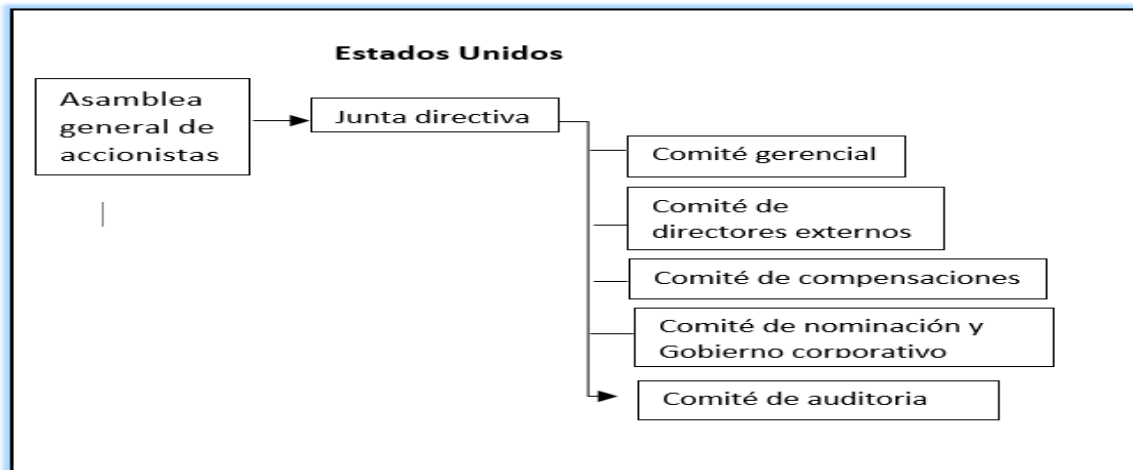 Estados Unidos
Asamblea
general de
accionistas
Junta directiva
Comité gerencial
Comité de
directores externos
Comité de compensaciones
Comité de nominación y
Gobierno corporativo
Comité de auditoria